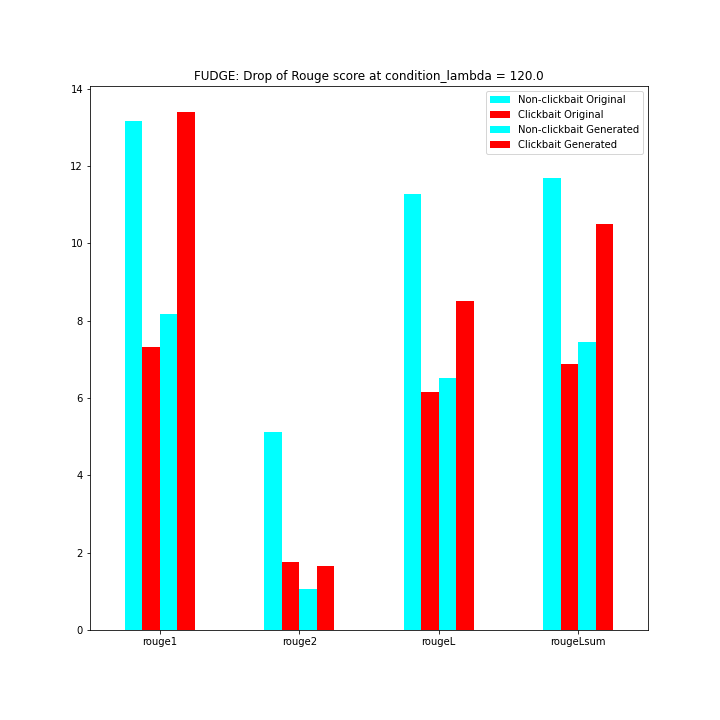 FUDGE: Drop of Rouge score at condition_lambda = 120.0
Non-clickbait Original
Clickbait Original
Non-clickbait Generated
Clickbait Generated
14
12
10
8
6
4
2
0
rouge1 rouge2 rougeL rougeLsum